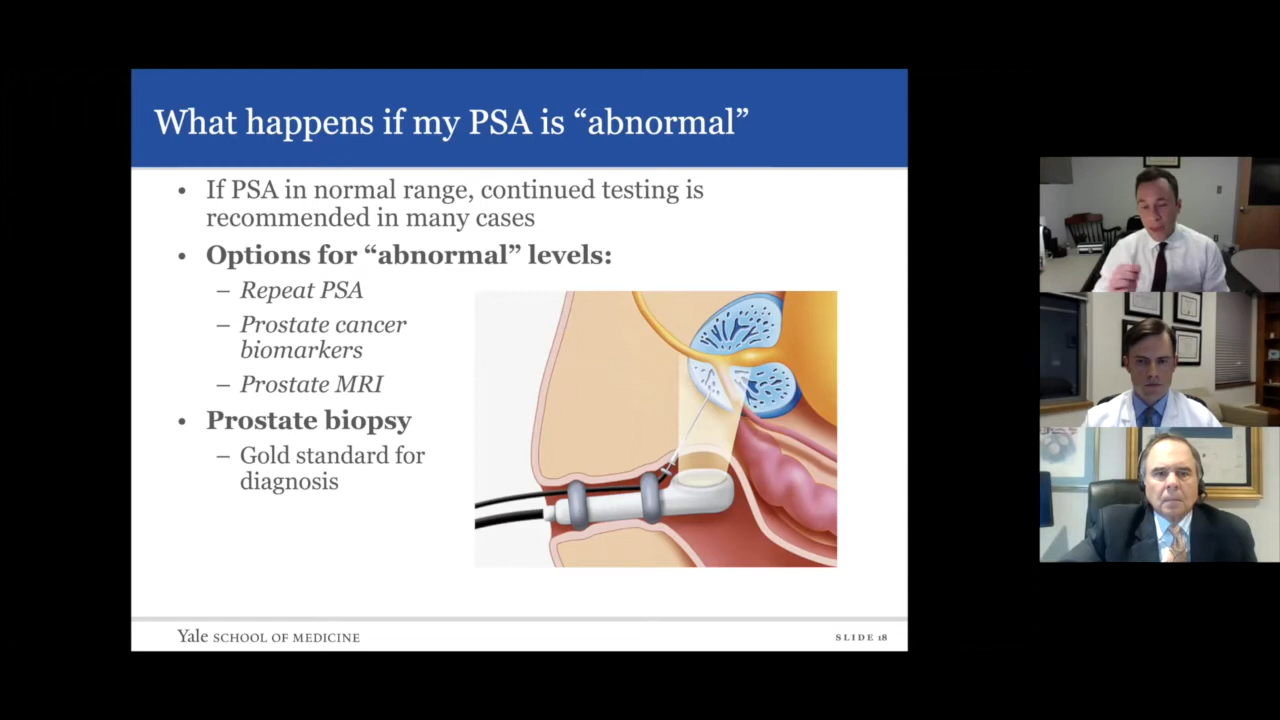 What happens if my PSA is “abnormal”
• If PSA in normal range, continued testing is
recommended in many cases
• Options for “abnormal” levels:
– Repeat PSA
– Prostate cancer
biomarkers
– Prostate MRI
• Prostate biopsy
– Gold standard for
diagnosis
Yale SCHOOL OF MEDICINE
SLIDE 18